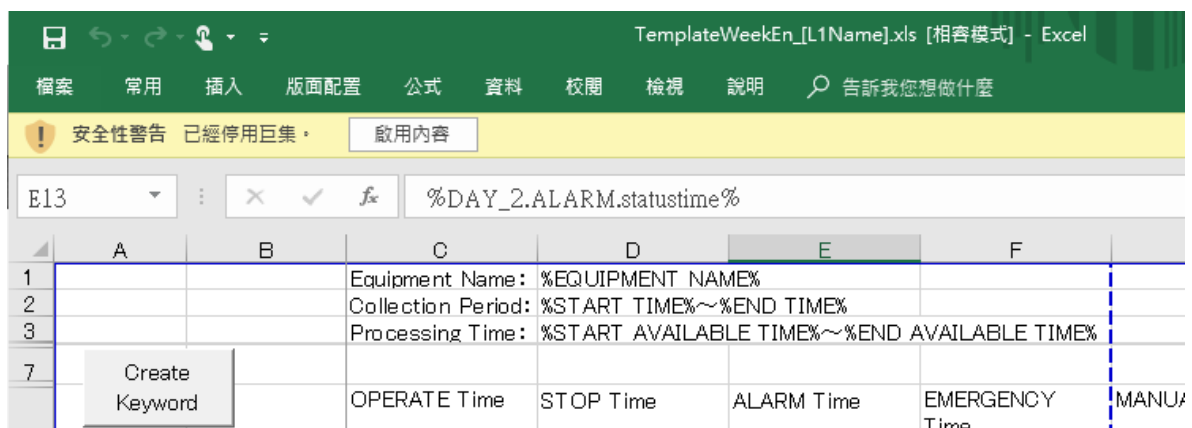 TemplateWeekEn_[L1Name].xls [相容模式] - Excel
檔案 常用 插入 版面配置 公式 資料 校閱 檢視 說明 告訴我您想做什麼
安全性警告 已經停用巨集。 啟用內容
E13 fx %DAY_2.ALARM.statustime%
A B C D E F
1 Equipment Name: %EQUIPMENT NAME%
2 Collection Period: %START TIME%～%END TIME%
3 Processing Time: %START AVAILABLE TIME%～%END AVAILABLE TIME%
7
Create
Keyword
OPERATE Time STOP Time ALARM Time EMERGENCY
Time
MANUA